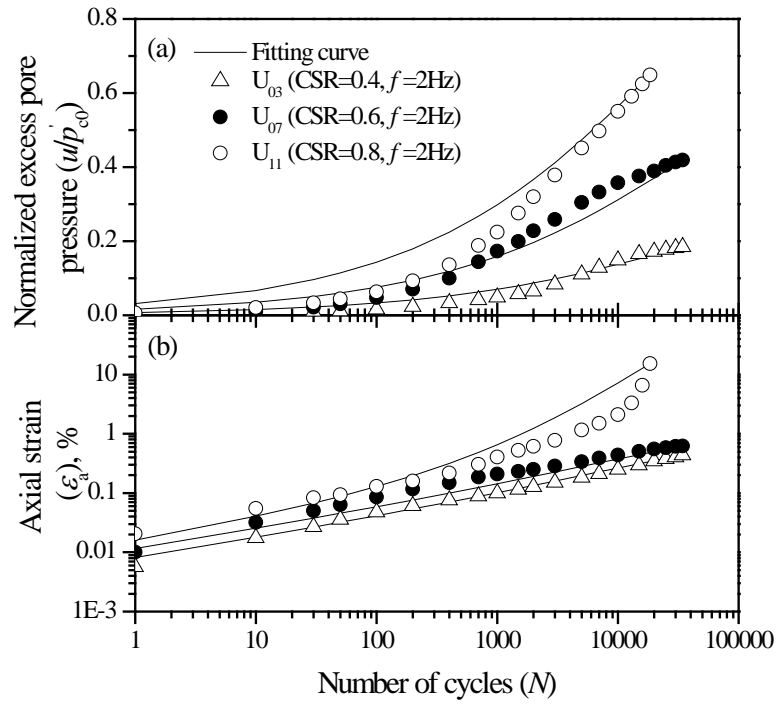 0.8
0.6
0.4
0.2
0.0
Normalized excess pore
pressure (u/p'c0)
(a)
Fitting curve
U03 (CSR=0.4, f=2Hz)
U07 (CSR=0.6, f=2Hz)
U11 (CSR=0.8, f=2Hz)
(b)
10
1
0.1
0.01
1E-3
Axial strain
(εa), %
1 10 100 1000 10000 100000
Number of cycles (N)